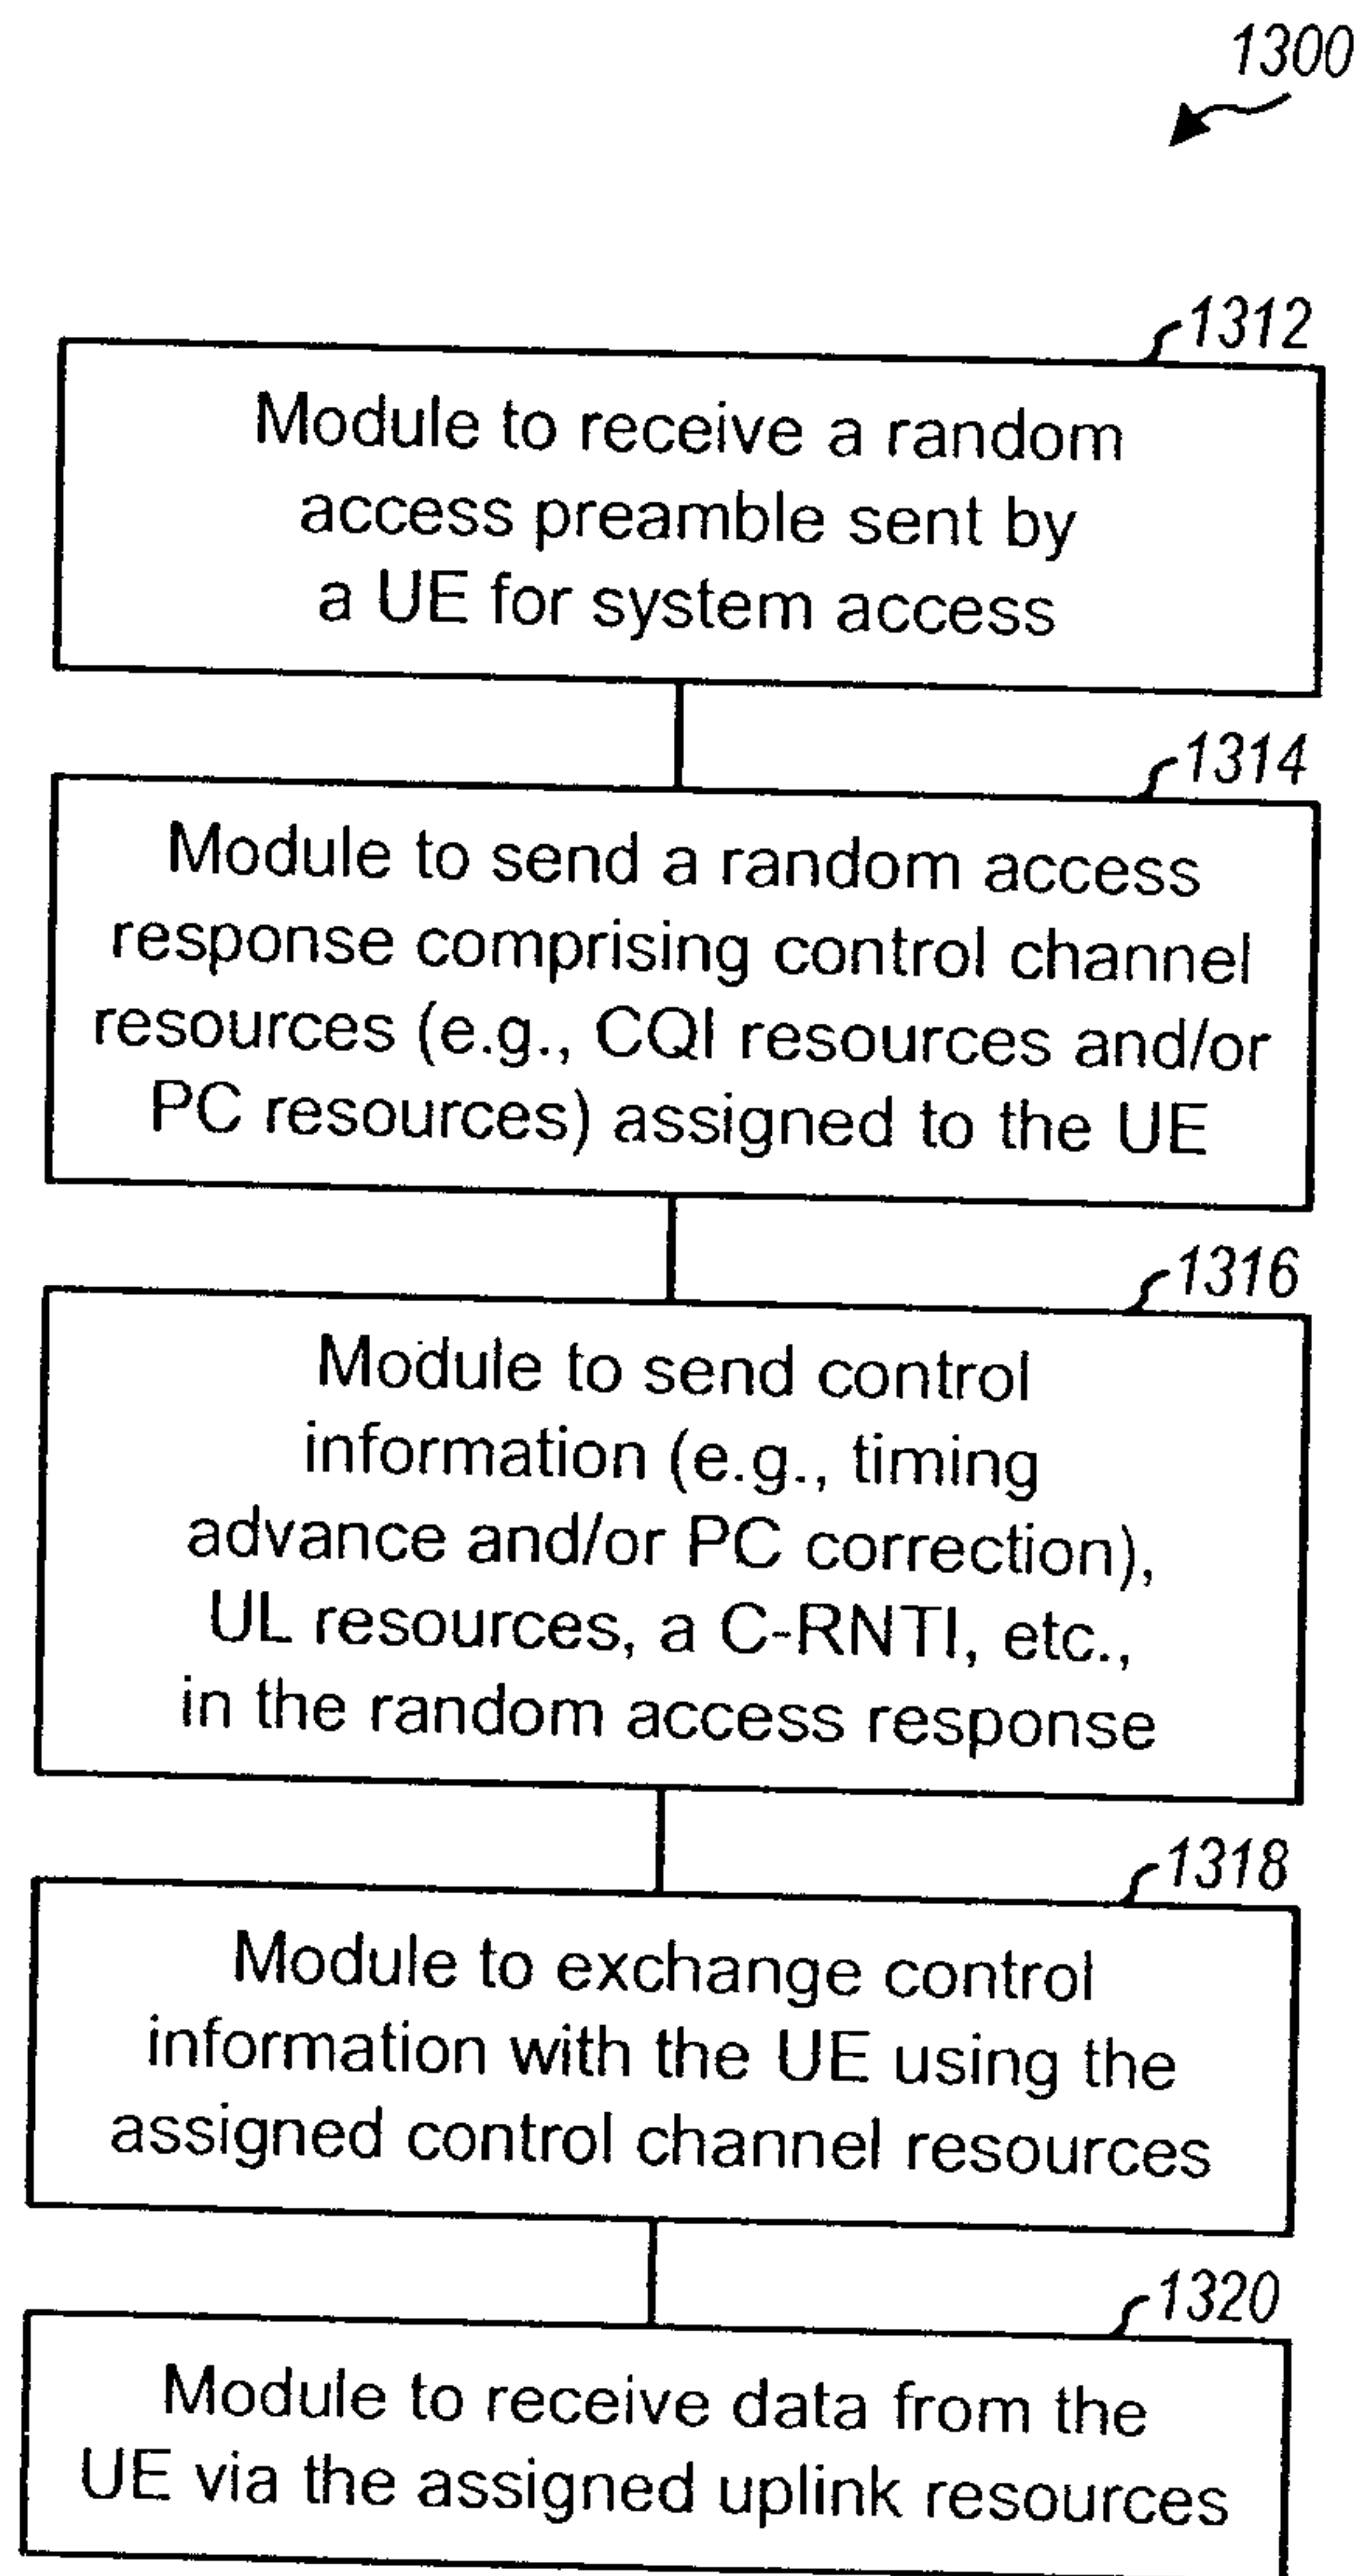 1300
1312
Module to receive a random
access preamble sent by
a UE for system access
1314
Module to send a random access
response comprising control channel
resources (e.g., CQI resources and/or
PC resources) assigned to the UE
1316
Module to send control
information (e.g., timing
advance and/or PC correction),
UL resources, a C-RNTI, etc.,
in the random access response
1318
Module to exchange control
information with the UE using the
assigned control channel resources
1320
Module to receive data from the
UE via the assigned uplink resources